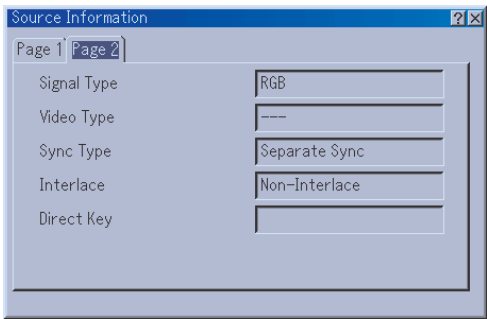 Source Information ? ×
Page 1 Page 2
Signal Type RGB
Video Type ---
Sync Type Separate Sync
Interlace Non-Interlace
Direct Key